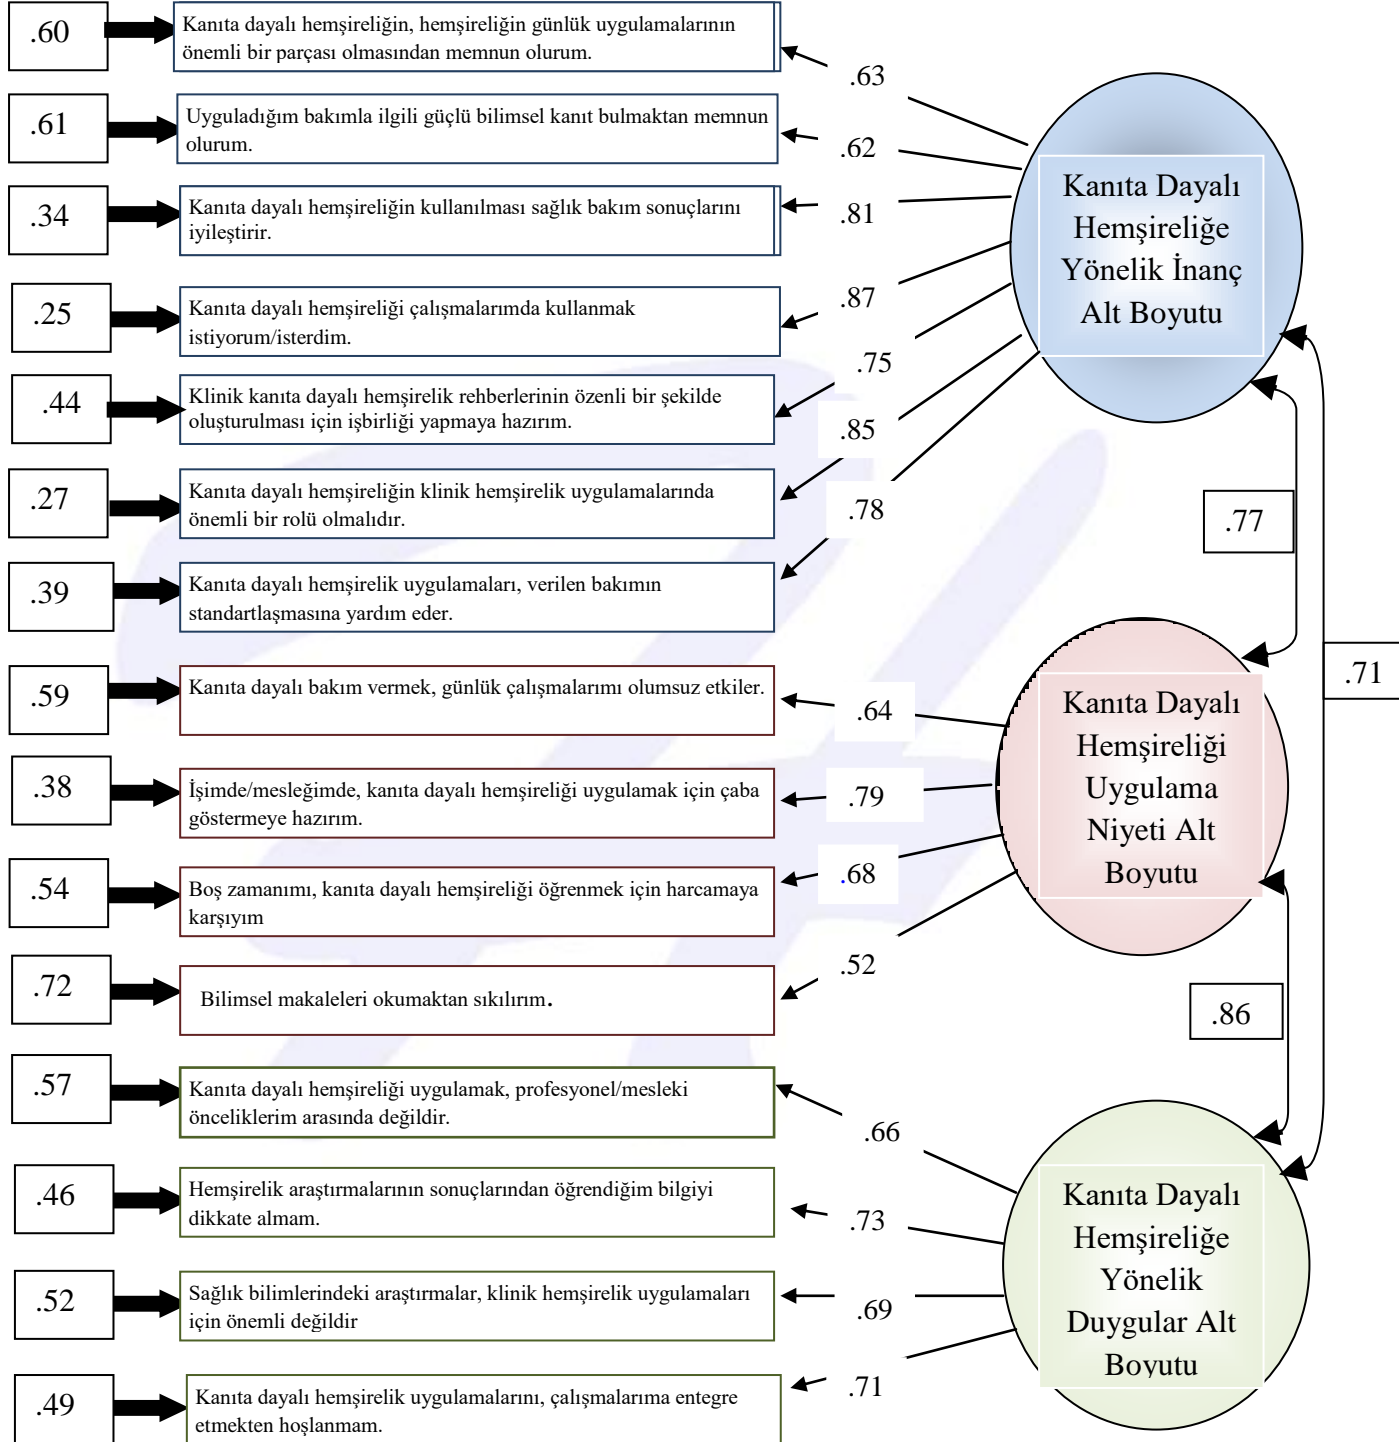 .60
Kanıta dayalı hemşireliğin, hemşireliğin günlük uygulamalarının
önemli bir parçası olmasından memnun olurum.
.63
.61
Uyguladığım bakımla ilgili güçlü bilimsel kanıt bulmaktan memnun
olurum.
.62
.34
Kanıta dayalı hemşireliğin kullanılması sağlık bakım sonuçlarını
iyileştirir.
.81
Kanıta Dayalı
Hemşireliğe
Yönelik İnanç
Alt Boyutu
.25
Kanıta dayalı hemşireliği çalışmalarımda kullanmak
istiyorum/isterdim.
.87
.44
Klinik kanıta dayalı hemşirelik rehberlerinin özenli bir şekilde
oluşturulması için işbirliği yapmaya hazırım.
.75
.27
Kanıta dayalı hemşireliğin klinik hemşirelik uygulamalarında
önemli bir rolü olmalıdır.
.85
.39
Kanıta dayalı hemşirelik uygulamaları, verilen bakımın
standartlaşmasına yardım eder.
.78
.77
.71
.59
Kanıta dayalı bakım vermek, günlük çalışmalarımı olumsuz etkiler.
.64
.38
İşimde/mesleğimde, kanıta dayalı hemşireliği uygulamak için çaba
göstermeye hazırım.
.79
Kanıta Dayalı
Hemşireliği
Uygulama
Niyeti Alt
Boyutu
.54
Boş zamanımı, kanıta dayalı hemşireliği öğrenmek için harcamaya
karşıyım
.68
.72
Bilimsel makaleleri okumaktan sıkılırım.
.52
.86
.57
Kanıta dayalı hemşireliği uygulamak, profesyonel/mesleki
önceliklerim arasında değildir.
.66
.46
Hemşirelik araştırmalarının sonuçlarından öğrendiğim bilgiyi
dikkate almam.
.73
Kanıta Dayalı
Hemşireliğe
Yönelik
Duygular Alt
Boyutu
.52
Sağlık bilimlerindeki araştırmalar, klinik hemşirelik uygulamaları
için önemli değildir
.69
.49
Kanıta dayalı hemşirelik uygulamalarını, çalışmalarıma entegre
etmekten hoşlanmam.
.71